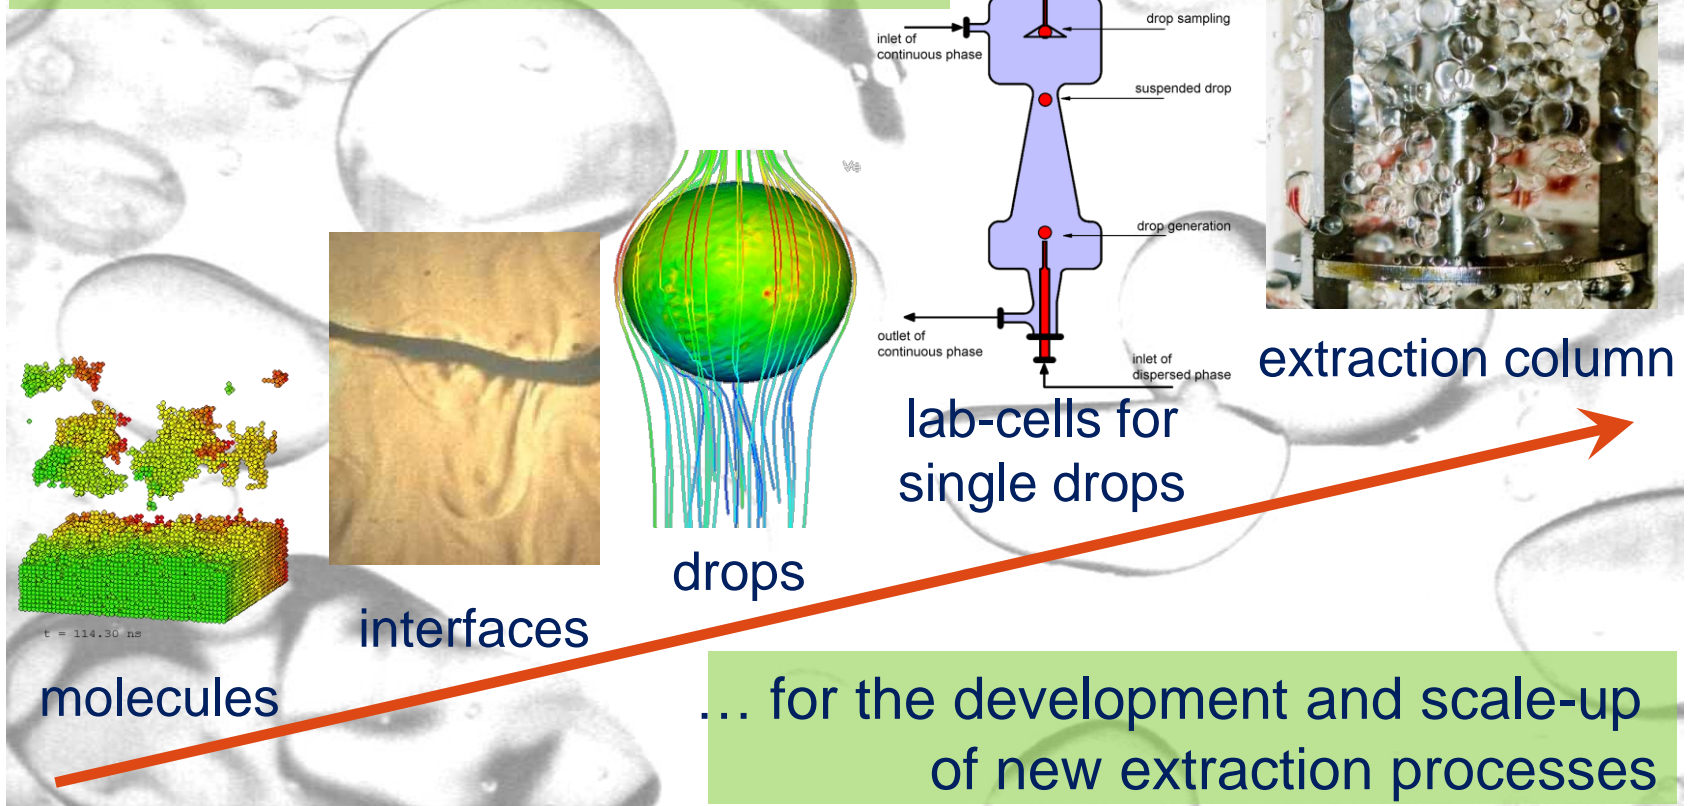 drop sampling
inlet of
continuous phase
suspended drop
drop generation
outlet of
continuous phase
inlet of
dispersed phase
extraction column
lab-cells for
single drops
drops
interfaces
t = 114.30 ns
molecules
… for the development and scale-up
of new extraction processes